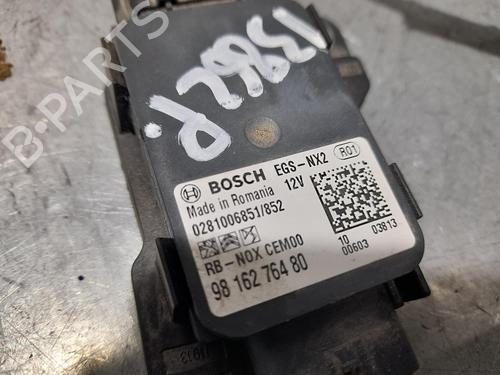 B-PARTS
BOSCH EGS-NX2 R01
Made in Romania 12V
0281006851/852
RB-NOX CEM00
98 162 764 80
10 03813
00603